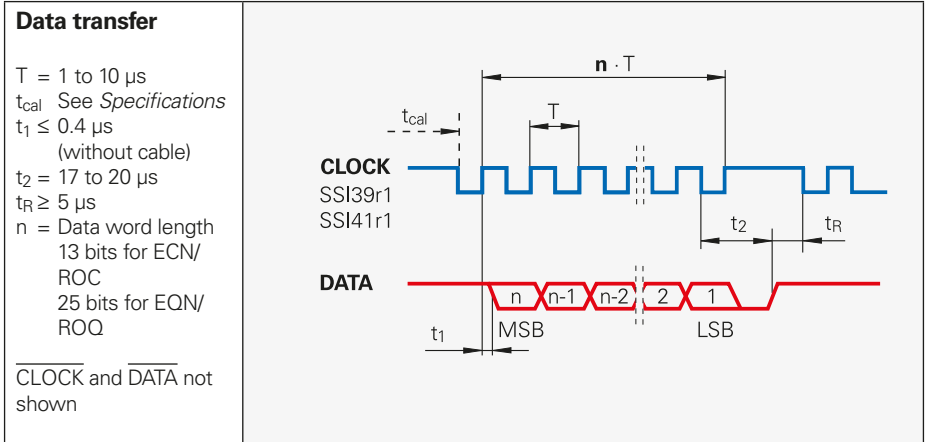 Data transfer
T = 1 to 10 µs
tcal See Specifications
t1 ≤ 0.4 µs
(without cable)
t2 = 17 to 20 µs
tR ≥ 5 µs
n = Data word length
13 bits for ECN/
ROC
25 bits for EQN/
ROQ
CLOCK and DATA not
shown
n · T
tcal
T
CLOCK
SSI39r1
SSI41r1
t2
tR
DATA
n n-1 n-2 2 1
t1
MSB LSB